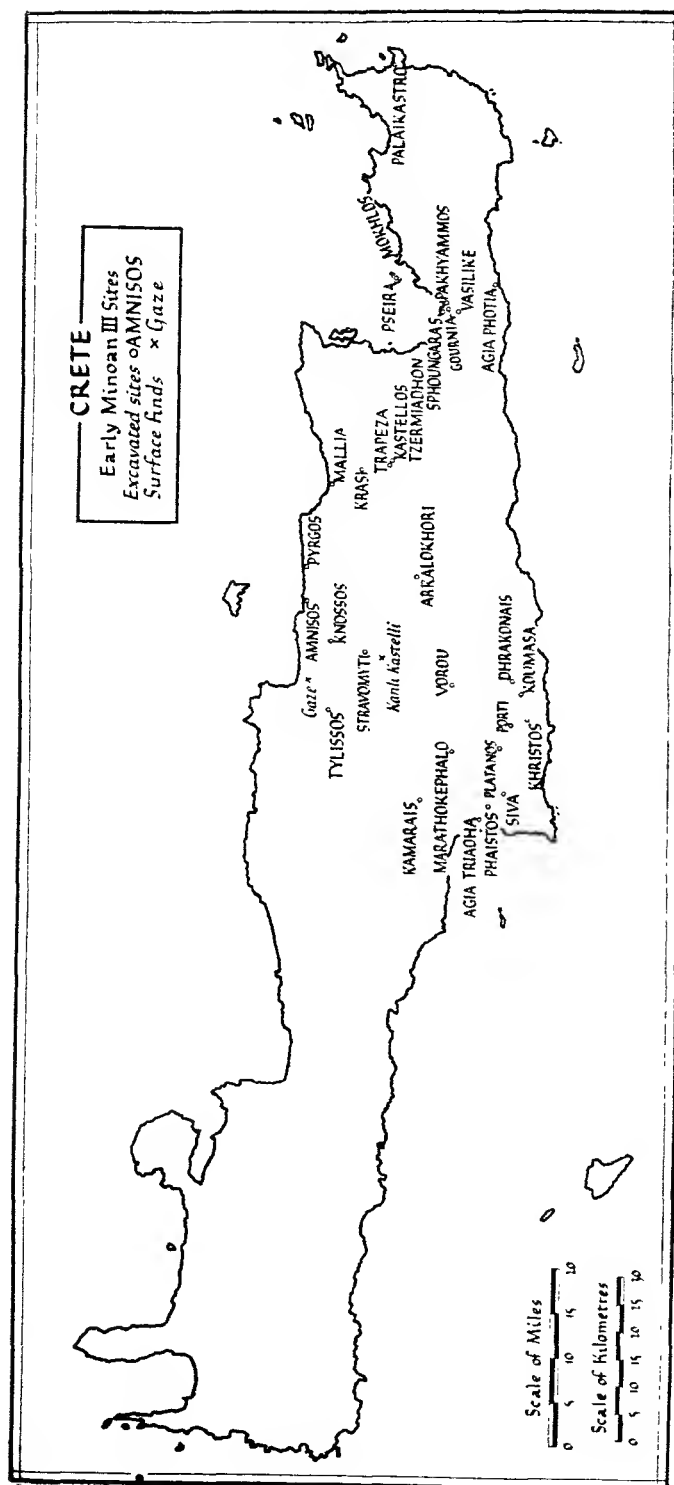 CRETE
Early Minoan III Sites
Excavated sites o AMNISOS
Surface finds × Gaze
Gaze
AMNISOS
PYRGOS
MALLIA
TYLISSOS
KNOSSOS
KRASI
STRAVOMYTI
Kanli Kastelli
TRAPEZA
KASTELLOS
TZERMIADHON
PSEIRA
MOKHLOS
PALAIKASTRO
KAMARAIS
MARATHOKEPHALO
VOROU
ARKALOKHORI
SPHOUNGARAS
GOURNIA
PAKHYAMMOS
VASILIKE
AGIA TRIADHA
PHAISTOS
PLATANOS
PORTI
DHRAKONAIS
AGIA PHOTIA
SIVA
KHRISTOS
KOUMASA
Scale of Miles
0 5 10 15 20
Scale of Kilometres
0 5 10 15 20 25 30